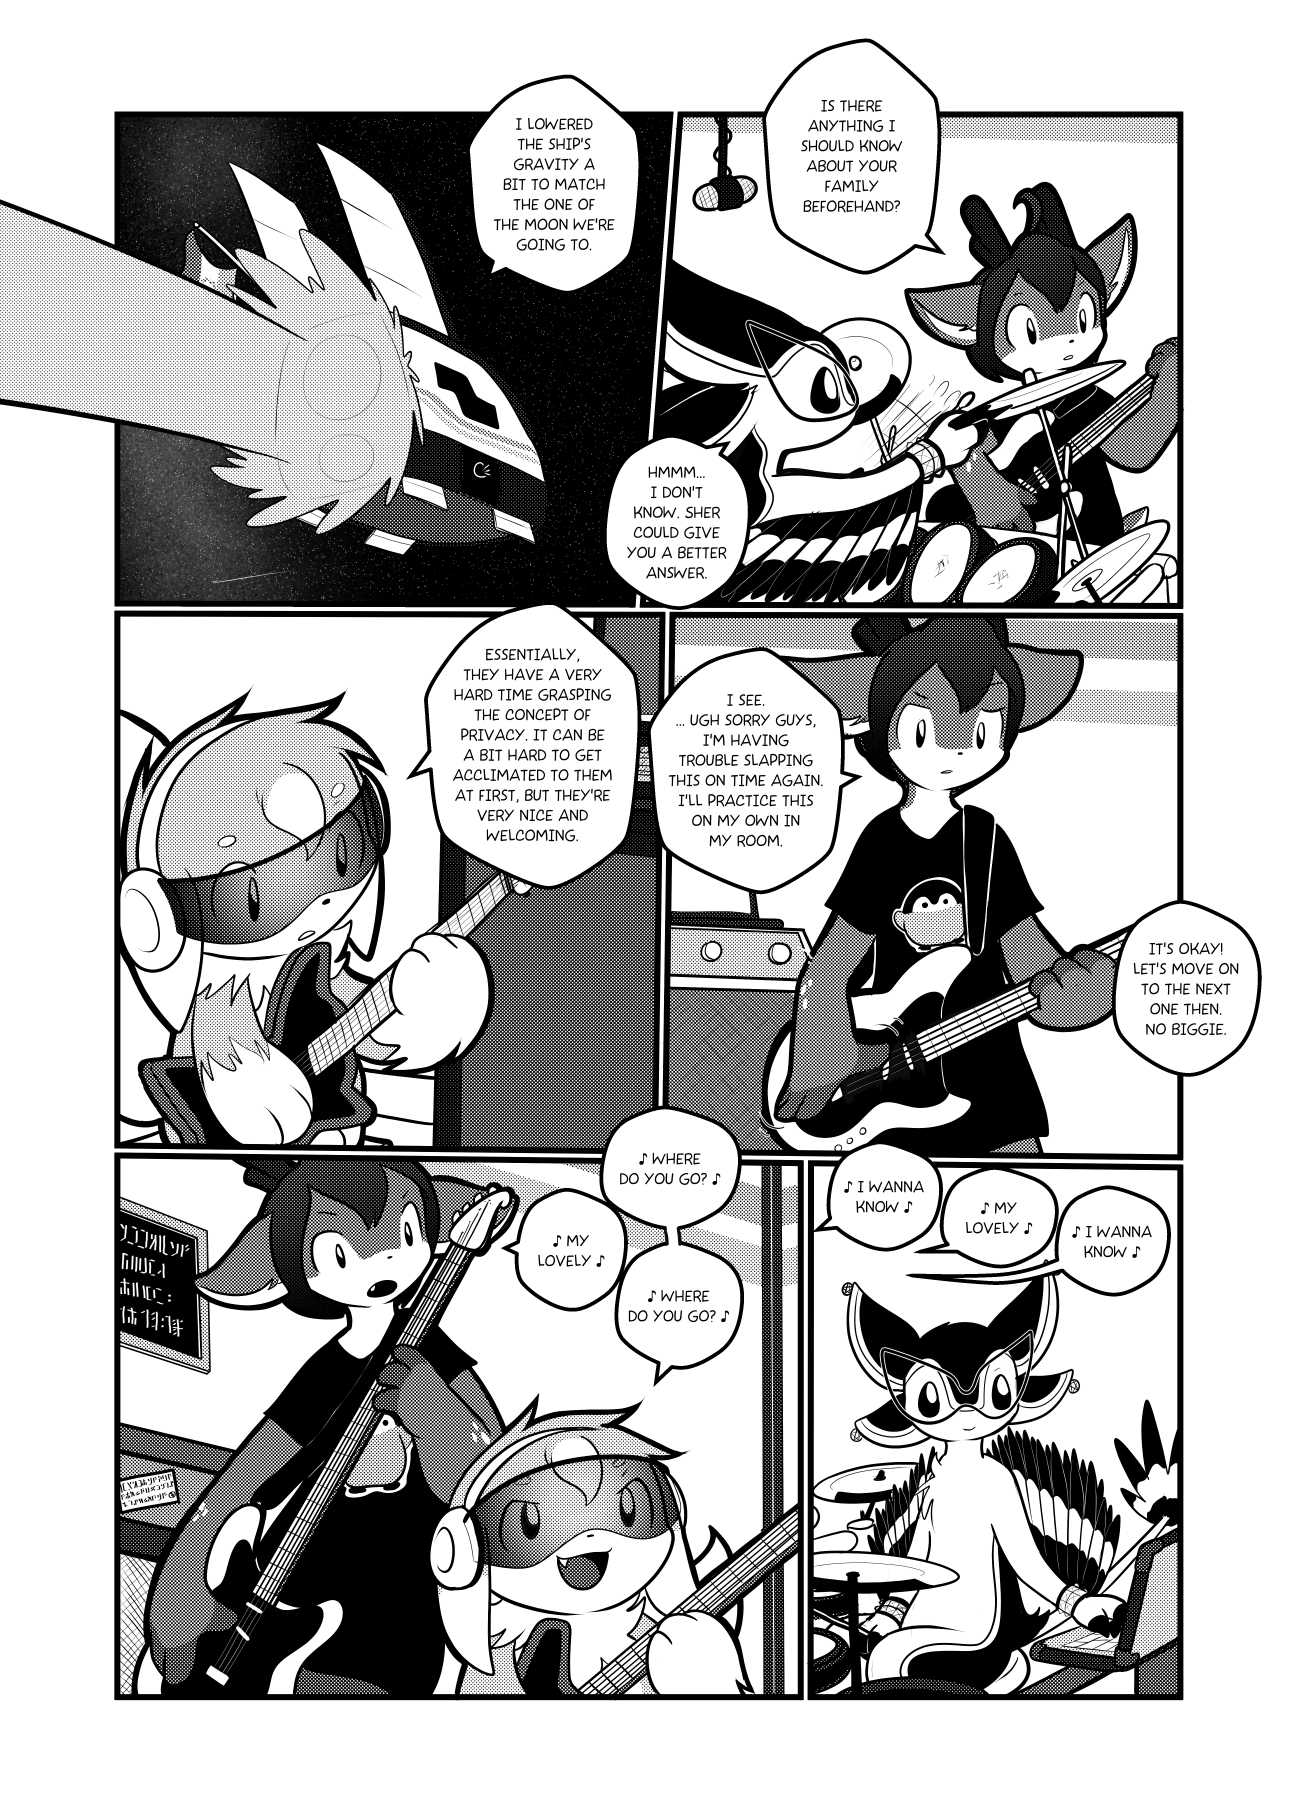 I LOWERED
THE SHIP'S
GRAVITY A
BIT TO MATCH
THE ONE OF
THE MOON WE'RE
GOING TO.
IS THERE
ANYTHING I
SHOULD KNOW
ABOUT YOUR
FAMILY
BEFOREHAND?
HMMM...
I DON'T
KNOW. SHER
COULD GIVE
YOU A BETTER
ANSWER.
ESSENTIALLY,
THEY HAVE A VERY
HARD TIME GRASPING
THE CONCEPT OF
PRIVACY. IT CAN BE
A BIT HARD TO GET
ACCLIMATED TO THEM
AT FIRST, BUT THEY'RE
VERY NICE AND
WELCOMING.
I SEE.
... UGH SORRY GUYS,
I'M HAVING
TROUBLE SLAPPING
THIS ON TIME AGAIN.
I'LL PRACTICE THIS
ON MY OWN IN
MY ROOM.
IT'S OKAY!
LET'S MOVE ON
TO THE NEXT
ONE THEN.
NO BIGGIE.
♪ WHERE
DO YOU GO? ♪
♪ MY
LOVELY ♪
♪ WHERE
DO YOU GO? ♪
♪ I WANNA
KNOW ♪
♪ MY
LOVELY ♪
♪ I WANNA
KNOW ♪